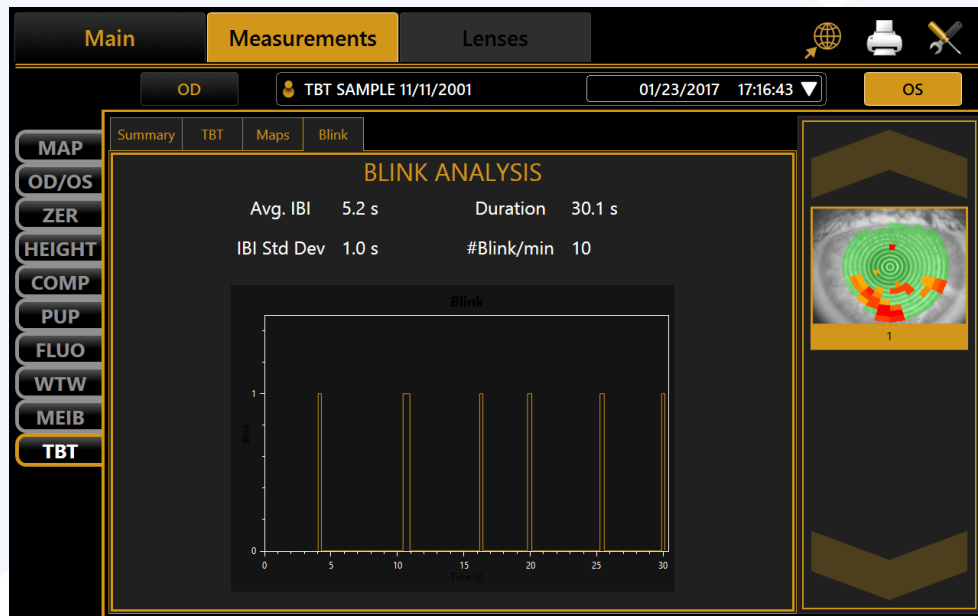 Main Measurements Lenses
OD TBT SAMPLE 11/11/2001 01/23/2017 17:16:43 OS
Summary TBT Maps Blink
MAP
OD/OS
ZER
HEIGHT
COMP
PUP
FLUO
WTW
MEIB
TBT
BLINK ANALYSIS
Avg. IBI 5.2 s Duration 30.1 s
IBI Std Dev 1.0 s #Blink/min 10
Blink
1
Blink
0
0 5 10 15 20 25 30
Time (s)
1